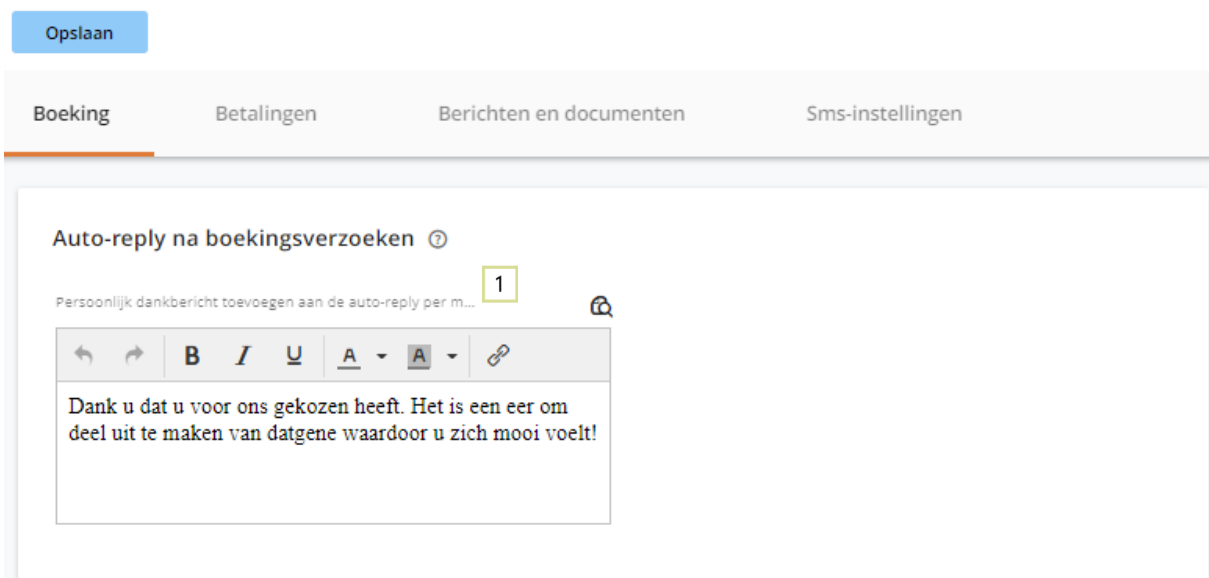 Opslaan
Boeking Betalingen Berichten en documenten Sms-instellingen
Auto-reply na boekingsverzoeken ?
1
Persoonlijk dankbericht toevoegen aan de auto-reply per m...
B I U A A
Dank u dat u voor ons gekozen heeft. Het is een eer om
deel uit te maken van datgene waardoor u zich mooi voelt!